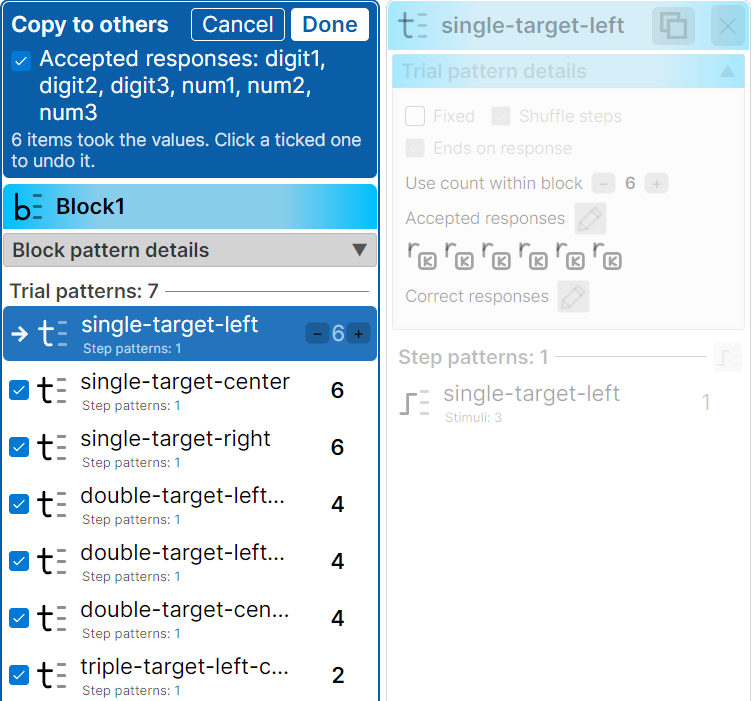 Copy to others
Cancel
Done
Accepted responses: digit1,
digit2, digit3, num1, num2,
num3
6 items took the values. Click a ticked one
to undo it.
Block1
Block pattern details
Trial patterns: 7
single-target-left
Step patterns: 1
- 6 +
single-target-center
Step patterns: 1
6
single-target-right
Step patterns: 1
6
double-target-left...
Step patterns: 1
4
double-target-left...
Step patterns: 1
4
double-target-cen...
Step patterns: 1
4
triple-target-left-c...
Step patterns: 1
2
single-target-left
Trial pattern details
Fixed
Shuffle steps
Ends on response
Use count within block - 6 +
Accepted responses
Correct responses
Step patterns: 1
single-target-left
Stimuli: 3
1